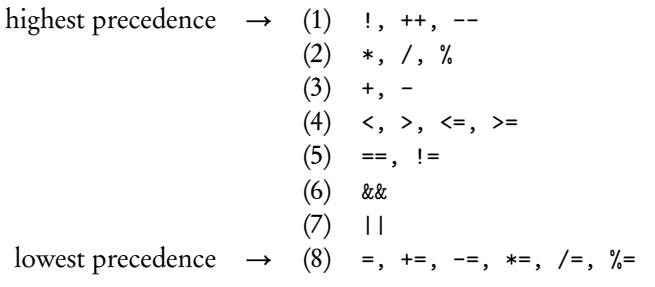 highest precedence → (1) !, ++, --
(2) *, /, %
(3) +, -
(4) <, >, <=, >=
(5) ==, !=
(6) &&
(7) ||
lowest precedence → (8) =, +=, -=, *=, /=, %=